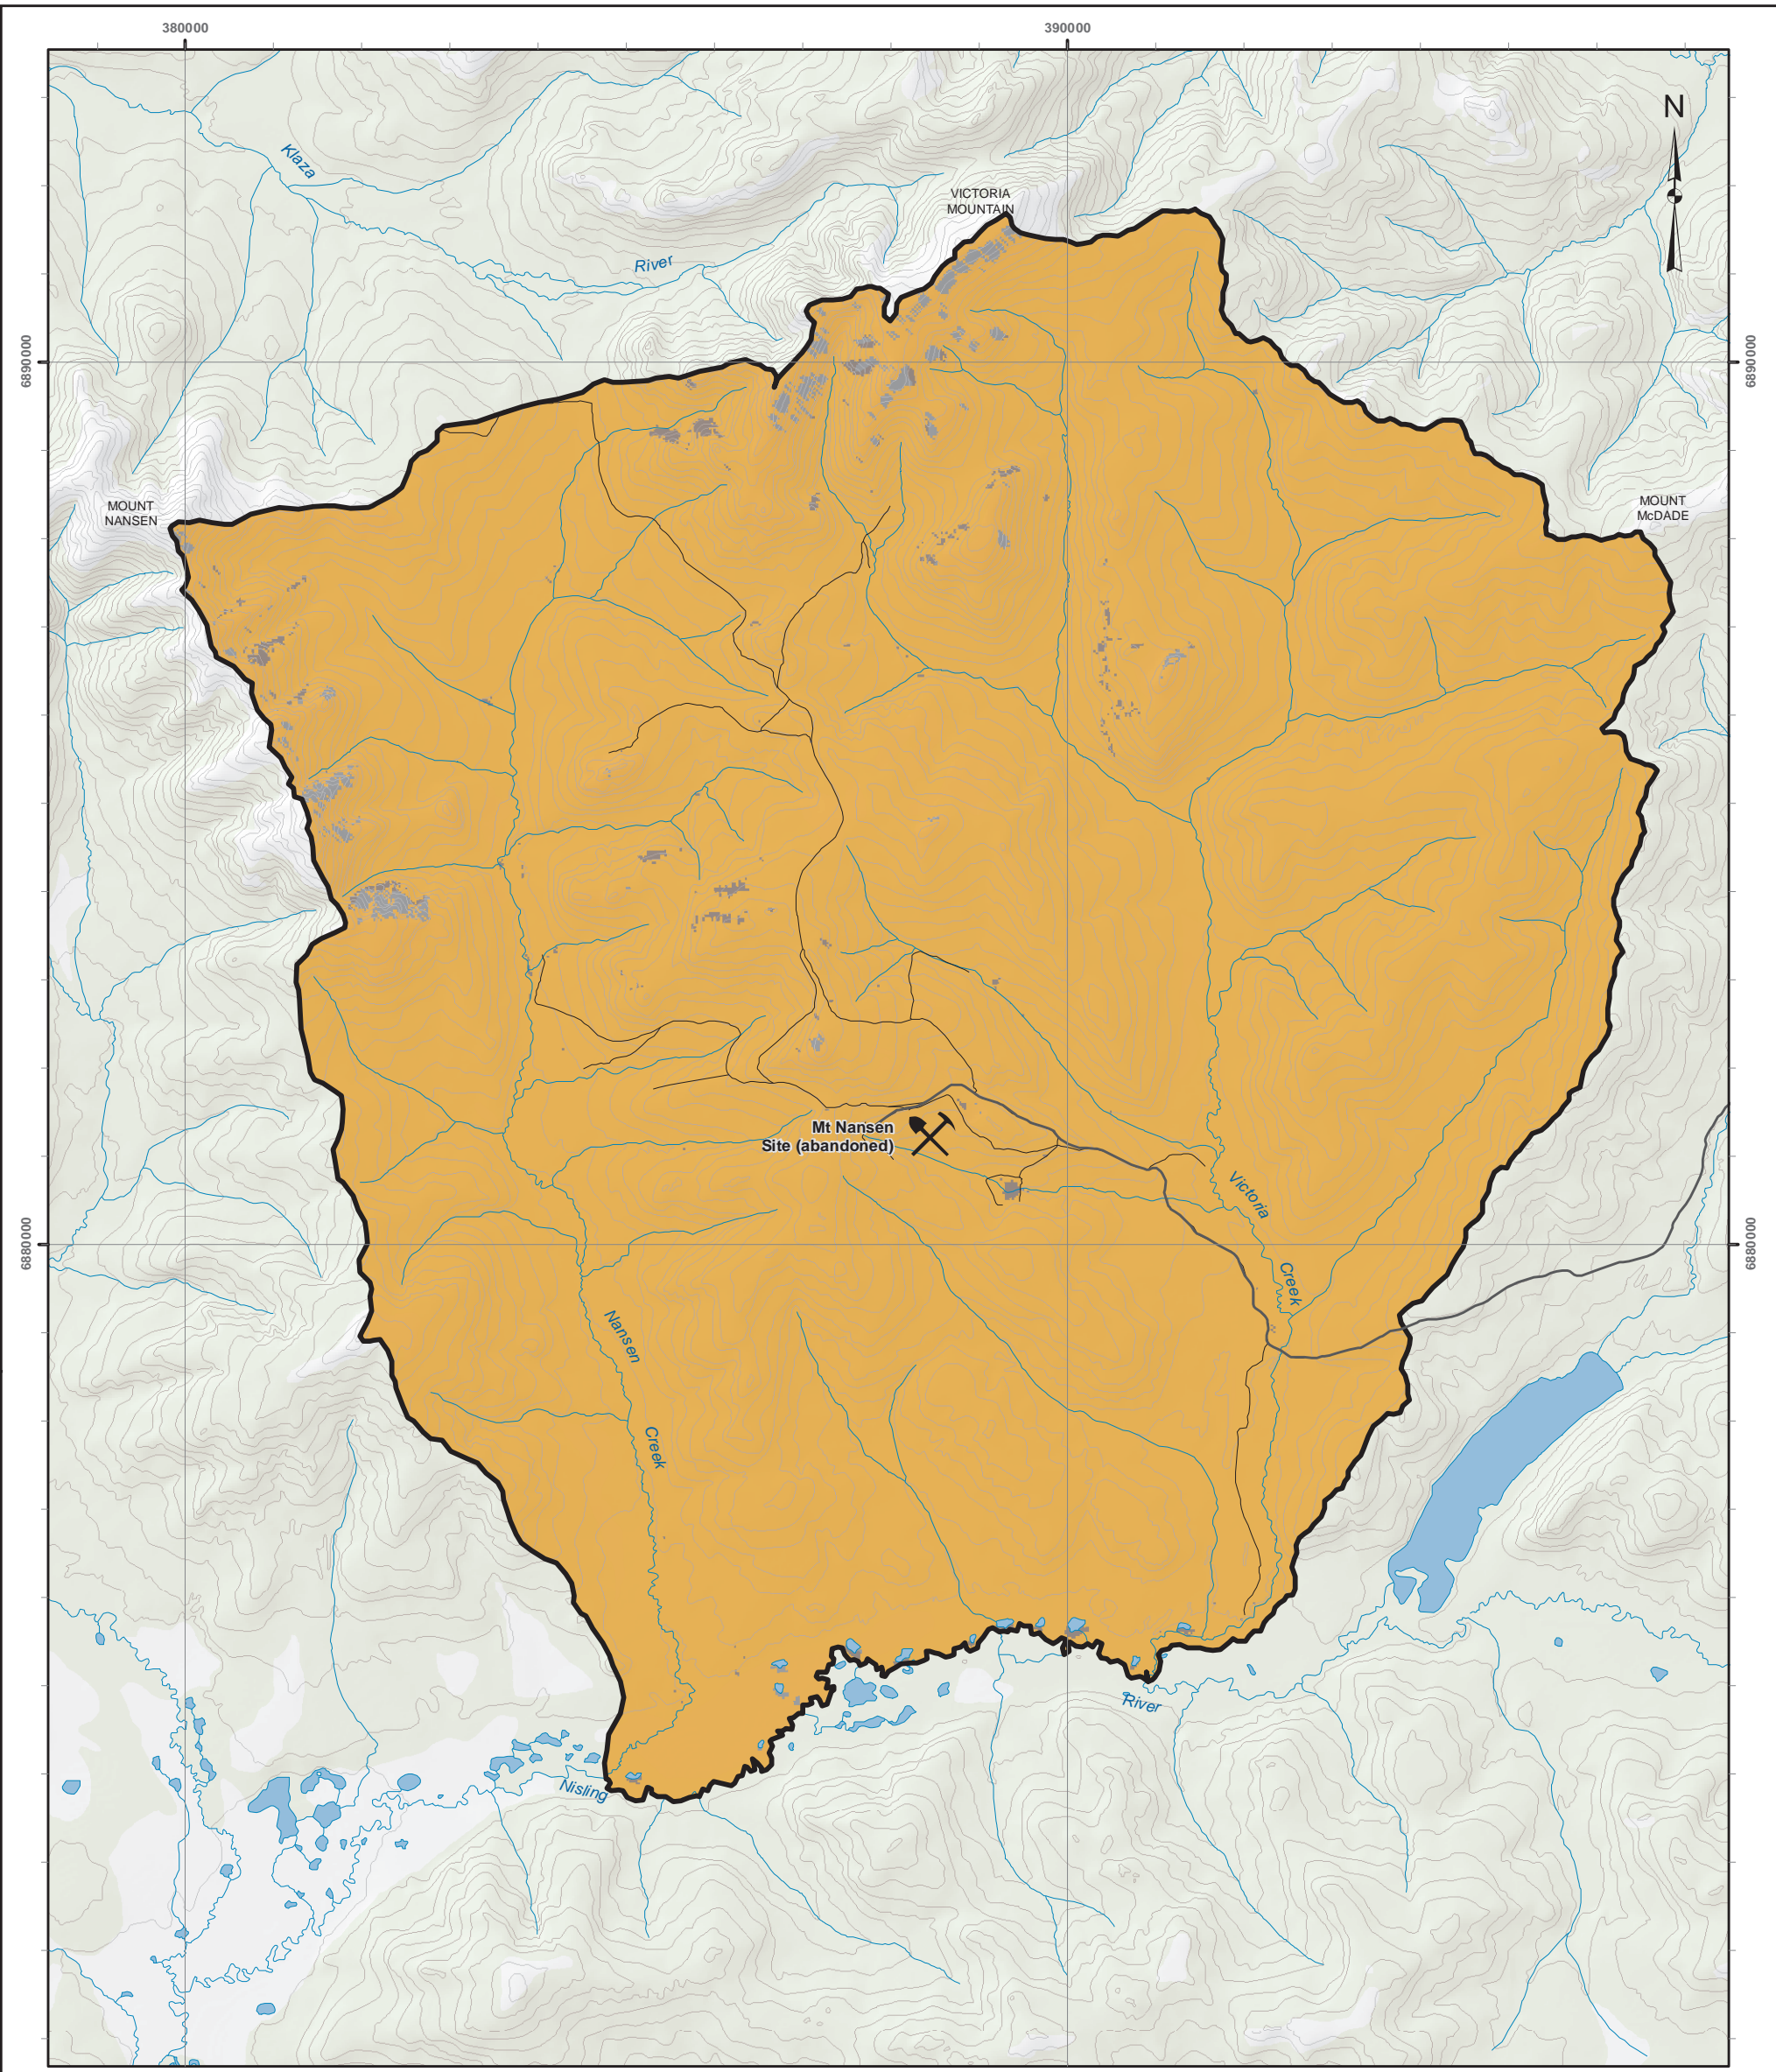 380000
390000
N
Klaza
VICTORIA
MOUNTAIN
River
6890000
6890000
MOUNT
NANSEN
MOUNT
McDADE
Mt Nansen
Site (abandoned)
Victoria
6880000
6880000
Creek
Nansen
Creek
River
Nisling